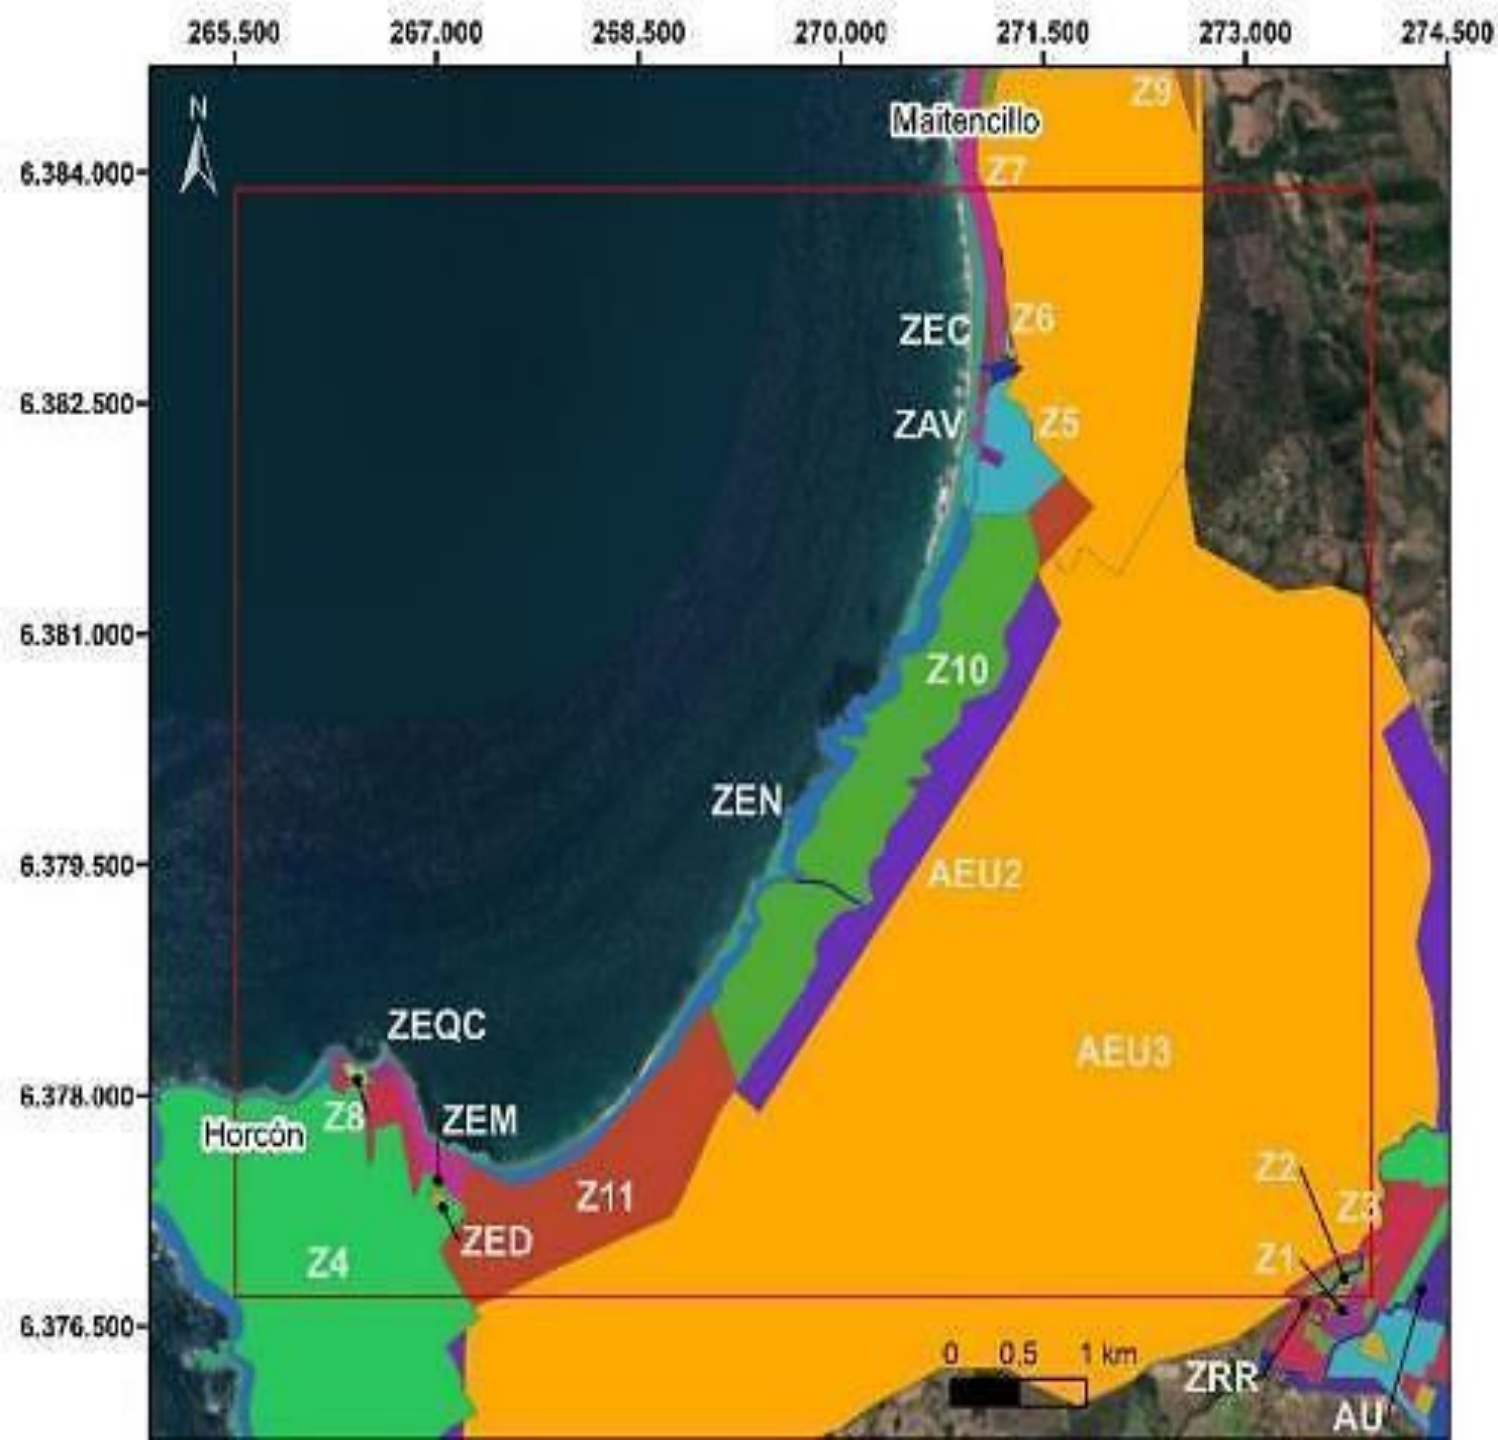 265.500 267.000 268.500 270.000 271.500 273.000 274.500
N
Z9
Maitencillo
6.384.000
Z7
ZEC
Z6
6.382.500
ZAV
Z5
6.381.000
Z10
ZEN
6.379.500
AEU2
ZEQC
AEU3
6.378.000
Z8
ZEM
Horcón
Z2
Z11
Z3
ZED
Z4
Z1
6.376.500
0 0,5 1 km
ZRR
AU